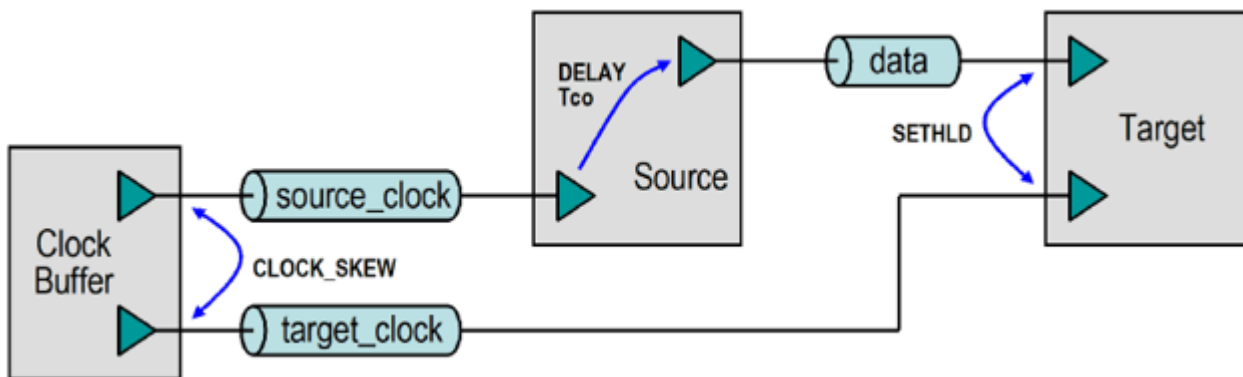 DELAY
Tco
data
SETHLD
Target
Source
source_clock
Clock
Buffer
CLOCK_SKEW
target_clock